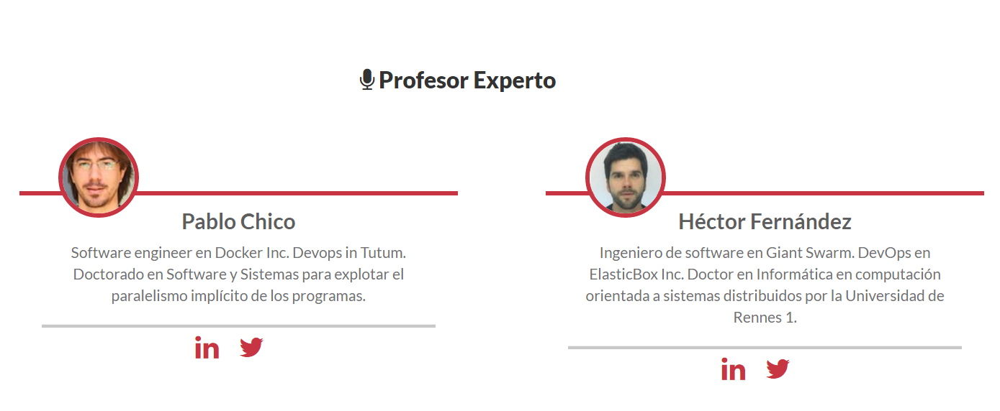 Profesor Experto
Pablo Chico
Software engineer en Docker Inc. Devops in Tutum.
Doctorado en Software y Sistemas para explotar el
paralelismo implícito de los programas.
in
Héctor Fernández
Ingeniero de software en Giant Swarm. DevOps en
ElasticBox Inc. Doctor en Informática en computación
orientada a sistemas distribuidos por la Universidad de
Rennes 1.
in